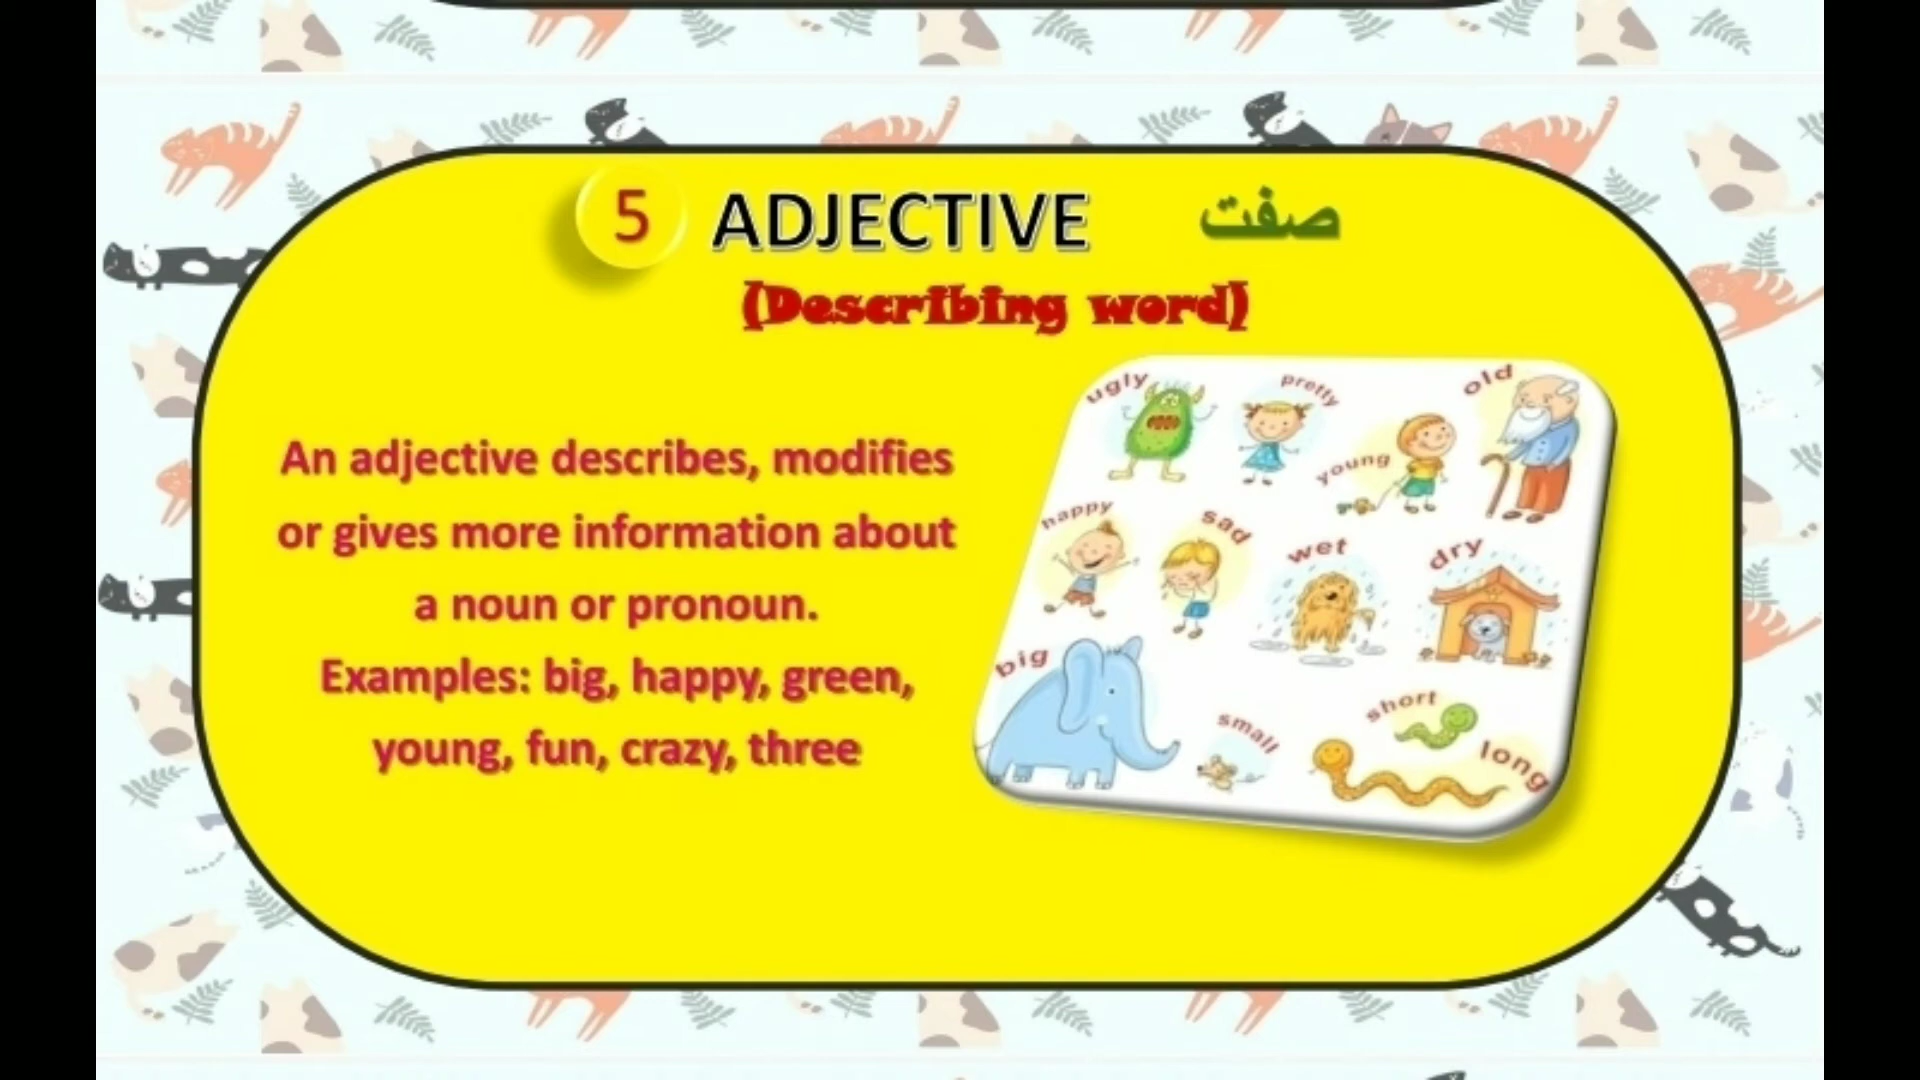 5 ADJECTIVE صفت
(Describing word)
An adjective describes, modifies
or gives more information about
a noun or pronoun.
Examples: big, happy, green,
young, fun, crazy, three
ugly
pretty
young
old
happy
sad
wet
dry
big
small
short
long